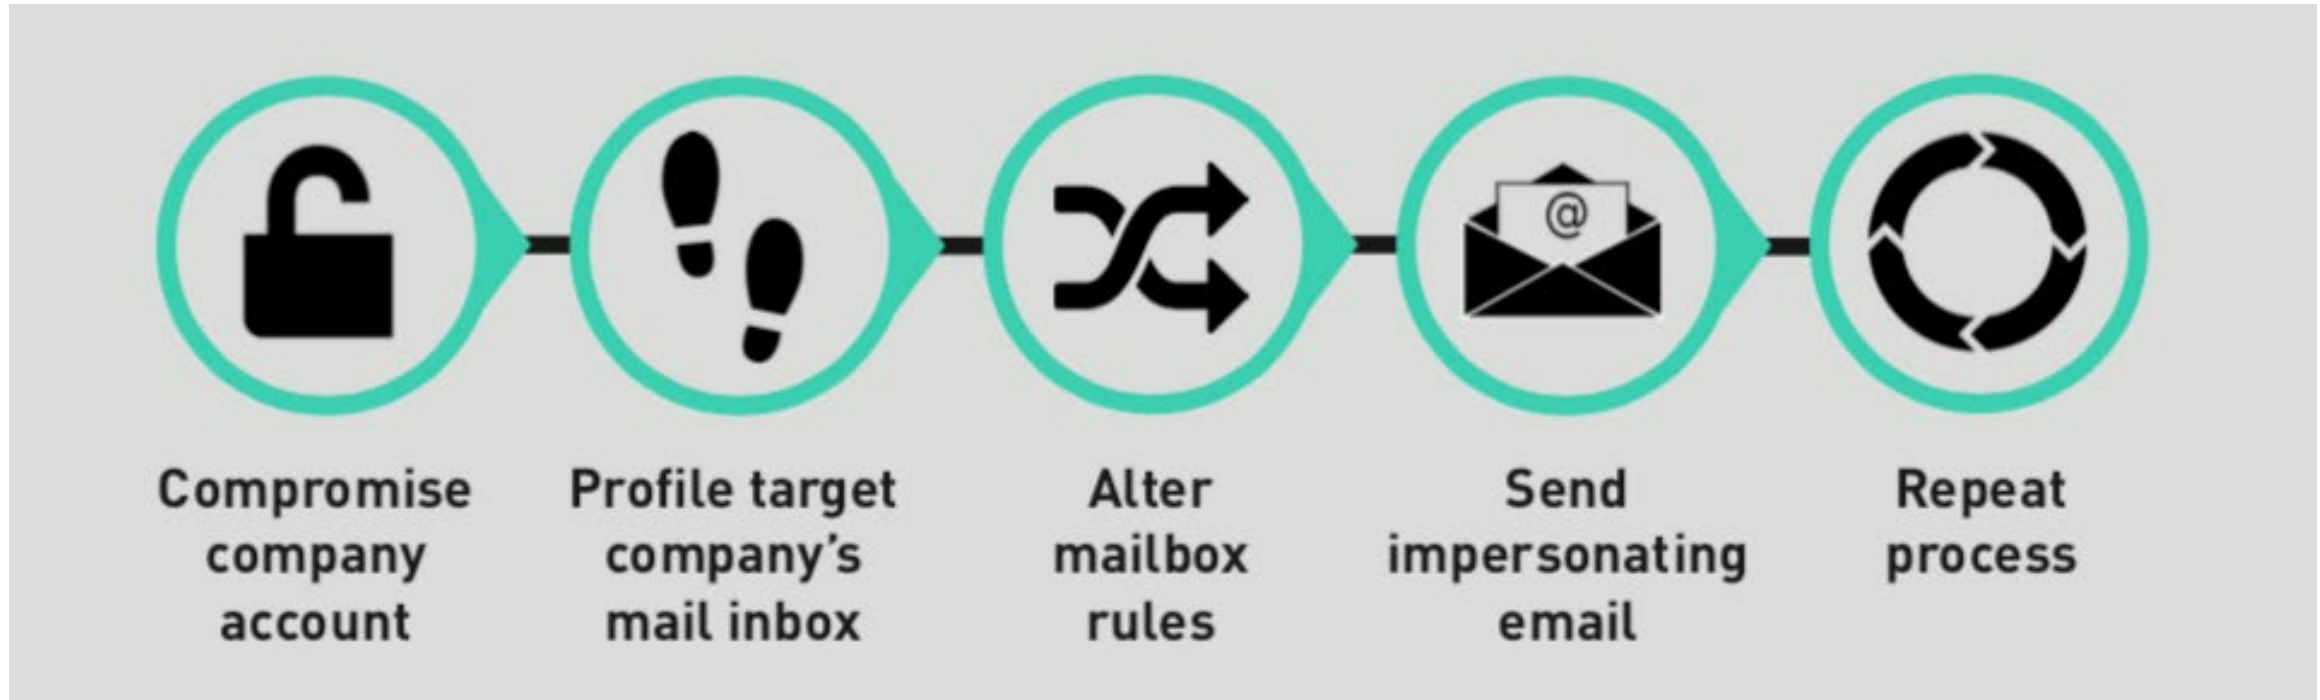 @
Compromise
company
account
Profile target
company's
mail inbox
Alter
mailbox
rules
Send
impersonating
email
Repeat
process